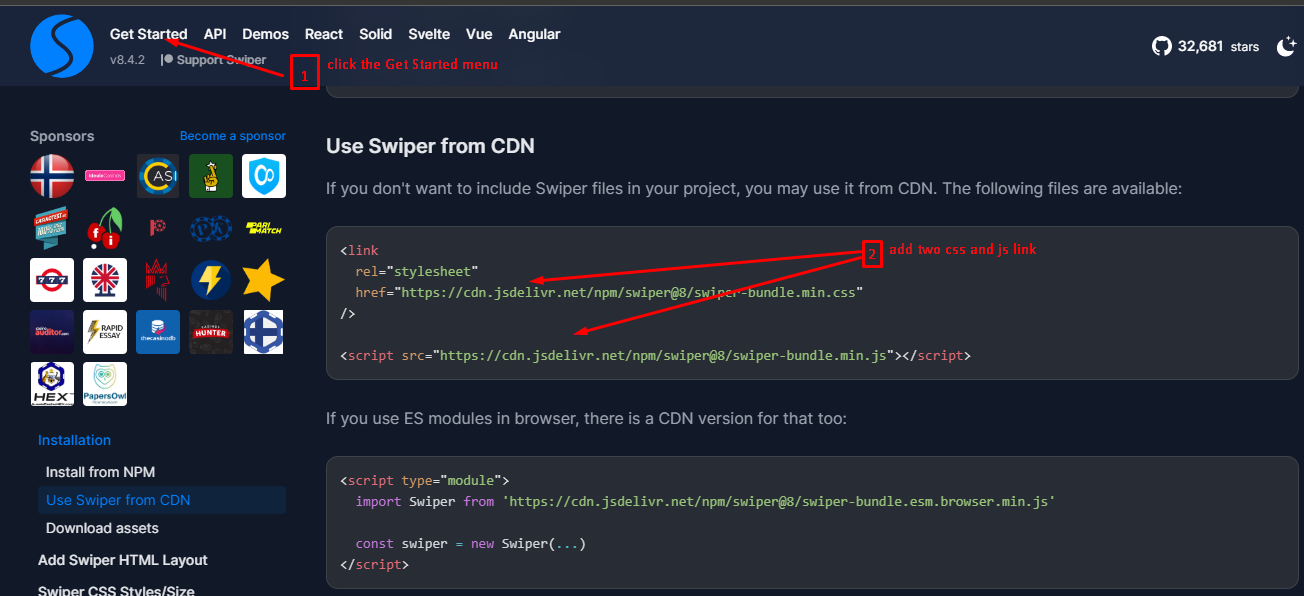 Get Started API Demos React Solid Svelte Vue Angular
v8.4.2 Support Swiper
32,681 stars
1
click the Get Started menu
Sponsors
Become a sponsor
CASI
f i
PARI
MATCH
777
auditor.com
RAPID
ESSAY
thecasinodb
HUNTER
HEX
PapersOwl
Installation
Install from NPM
Use Swiper from CDN
Download assets
Add Swiper HTML Layout
Swiper CSS Styles/Size
Use Swiper from CDN
If you don't want to include Swiper files in your project, you may use it from CDN. The following files are available:
<link
rel="stylesheet"
href="https://cdn.jsdelivr.net/npm/swiper@8/swiper-bundle.min.css"
/>
2
add two css and js link
<script src="https://cdn.jsdelivr.net/npm/swiper@8/swiper-bundle.min.js"></script>
If you use ES modules in browser, there is a CDN version for that too:
<script type="module">
import Swiper from 'https://cdn.jsdelivr.net/npm/swiper@8/swiper-bundle.esm.browser.min.js'
const swiper = new Swiper(...)
</script>